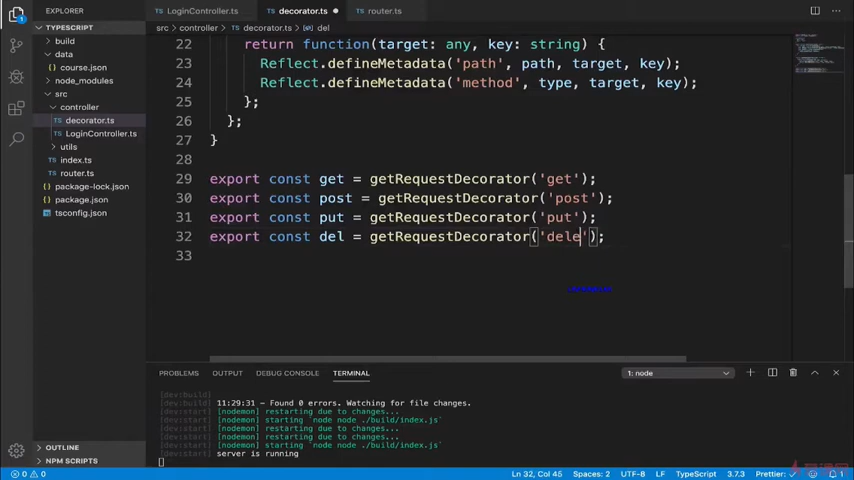 EXPLORER
LoginController.ts
decorator.ts
router.ts
TYPESCRIPT
src > controller > decorator.ts > del
build
data
course.json
node_modules
src
controller
decorator.ts
LoginController.ts
utils
index.ts
router.ts
package-lock.json
package.json
tsconfig.json
OUTLINE
NPM SCRIPTS
22 return function(target: any, key: string) {
23 Reflect.defineMetadata('path', path, target, key);
24 Reflect.defineMetadata('method', type, target, key);
25 };
26 };
27 }
28
29 export const get = getRequestDecorator('get');
30 export const post = getRequestDecorator('post');
31 export const put = getRequestDecorator('put');
32 export const del = getRequestDecorator('dele');
33
PROBLEMS OUTPUT DEBUG CONSOLE TERMINAL 1: node
[dev:build]
11:29:31 – Found 0 errors. Watching for file changes.
[dev:start] [nodemon] restarting due to changes...
[dev:start] [nodemon] starting `node node ./build/index.js`
[dev:start] [nodemon] restarting due to changes...
[dev:start] [nodemon] restarting due to changes...
[dev:start] [nodemon] starting `node node ./build/index.js`
[dev:start] server is running
0 0 Ln 32, Col 45 Spaces: 2 UTF-8 LF TypeScript 3.7.3 Prettier: ✓ 1